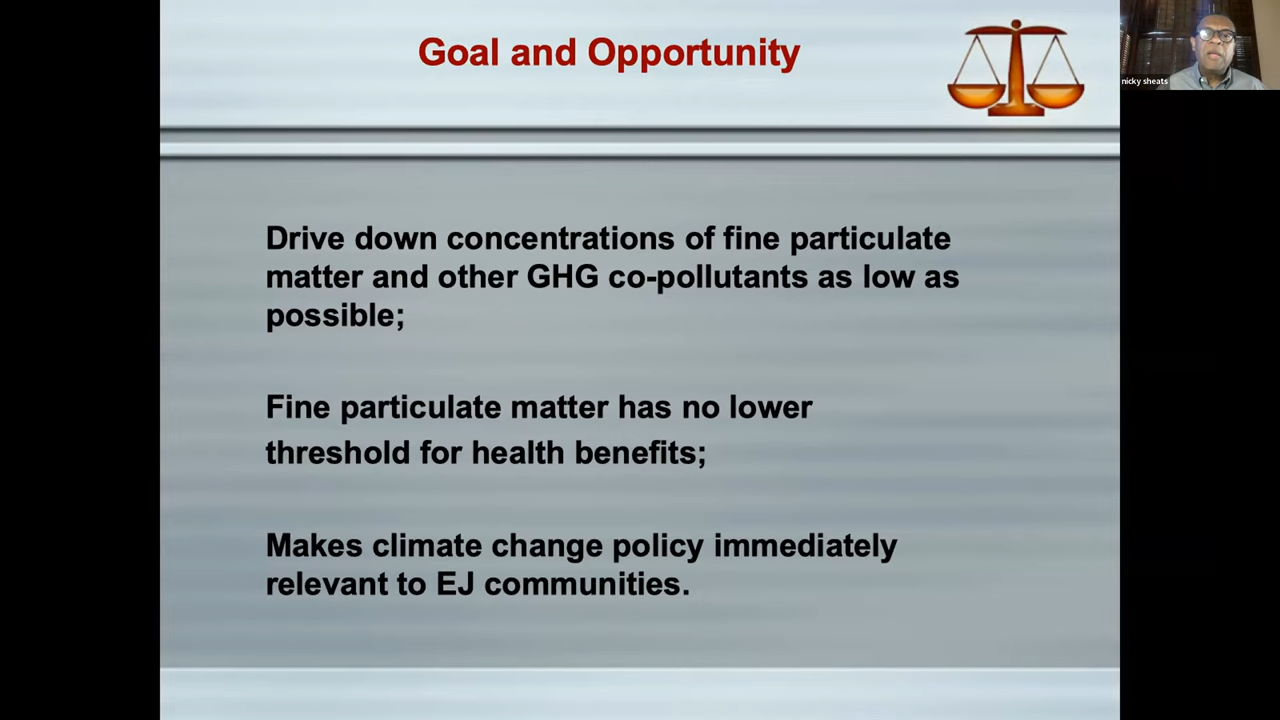 Goal and Opportunity
nicky sheats
Drive down concentrations of fine particulate
matter and other GHG co-pollutants as low as
possible;
Fine particulate matter has no lower
threshold for health benefits;
Makes climate change policy immediately
relevant to EJ communities.